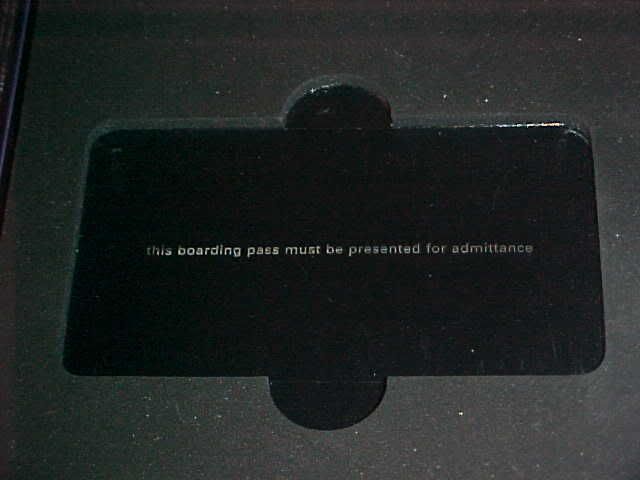 this boarding pass must be presented for admittance